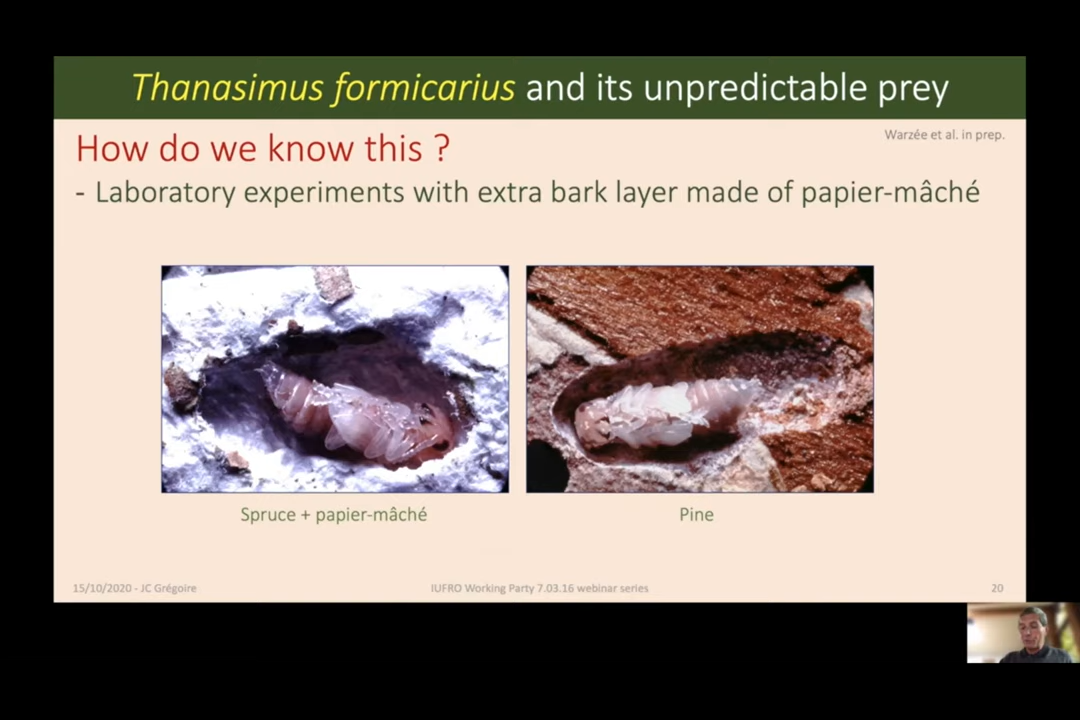 Thanasimus formicarius and its unpredictable prey
Warzée et al. in prep.
How do we know this ?
- Laboratory experiments with extra bark layer made of papier-mâché
Spruce + papier-mâché
Pine
15/10/2020 - JC Grégoire
IUFRO Working Party 7.03.16 webinar series
20